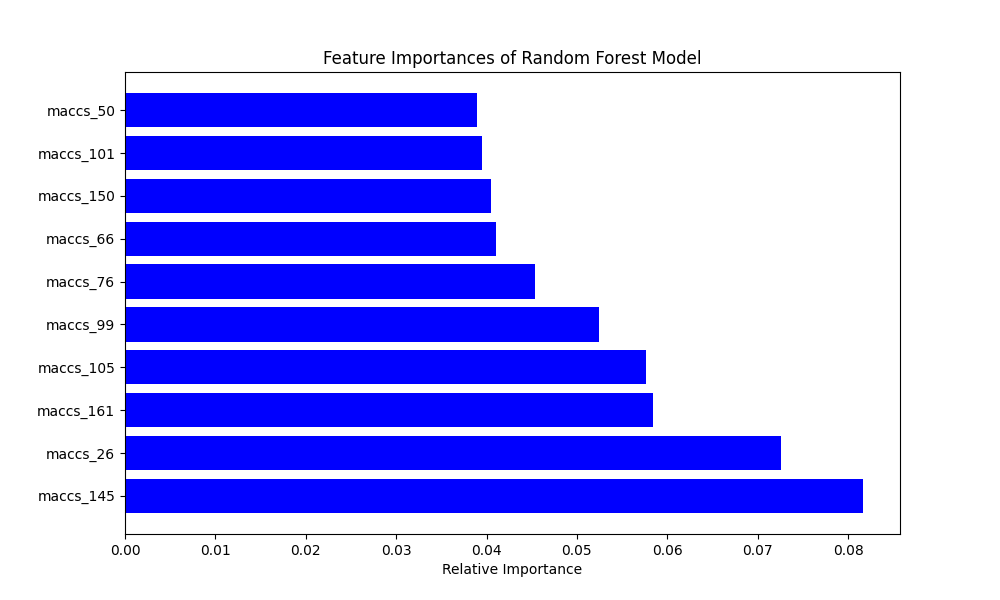 Feature Importances of Random Forest Model
maccs_50
maccs_101
maccs_150
maccs_66
maccs_76
maccs_99
maccs_105
maccs_161
maccs_26
maccs_145
0.00 0.01 0.02 0.03 0.04 0.05 0.06 0.07 0.08
Relative Importance